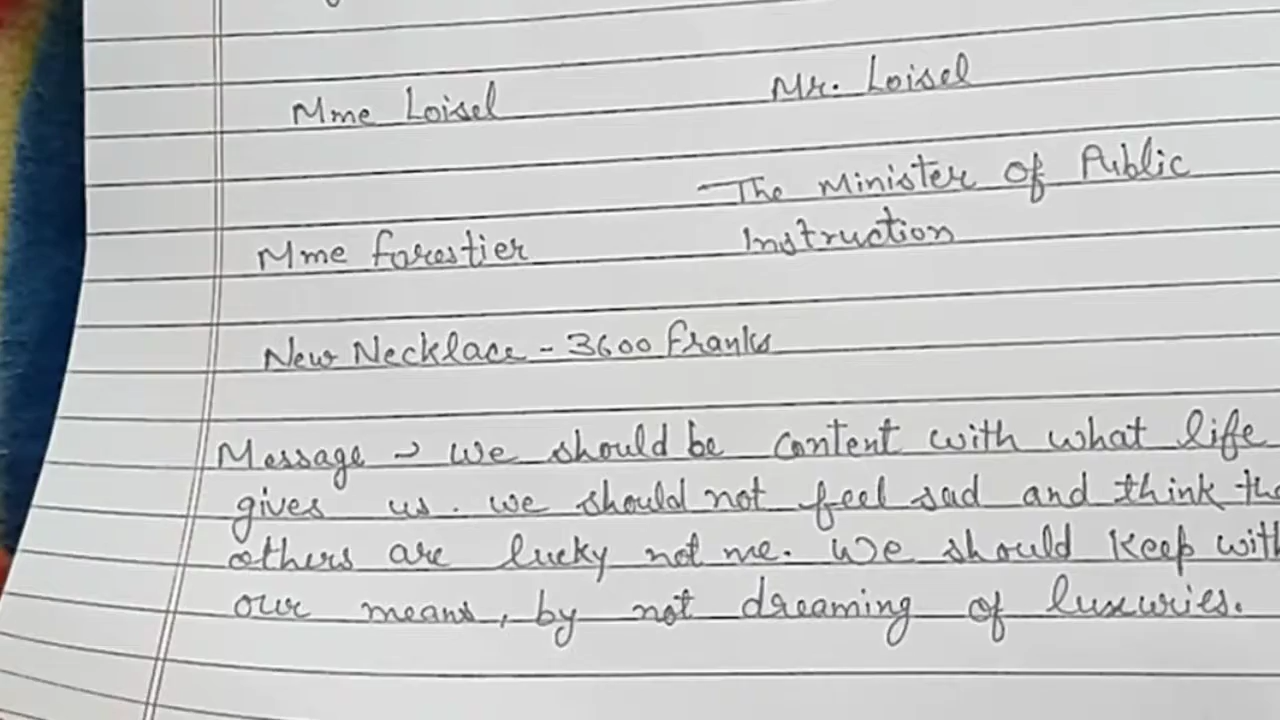 Mme Loisel Mr. Loisel
The Minister of Public
Mme Forestier Instruction
New Necklace - 3600 Franks
Message → We should be content with what life
gives us. We should not feel sad and think
others are lucky not me. We should keep
our means, by not dreaming of luxuries.